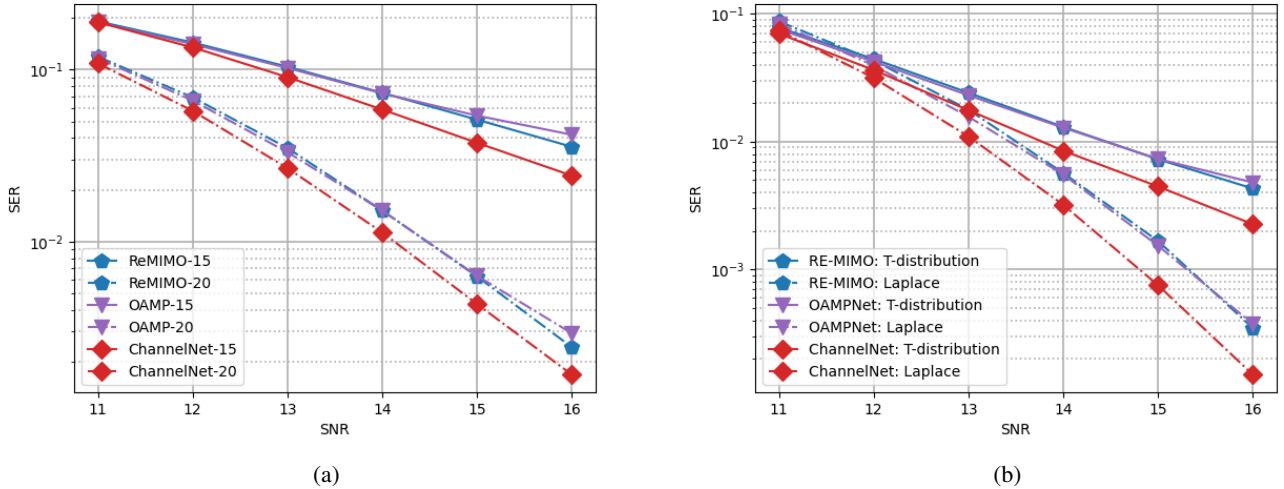 10⁻¹
10⁻²
SER
ReMIMO-15
ReMIMO-20
OAMP-15
OAMP-20
ChannelNet-15
ChannelNet-20
11 12 13 14 15 16
SNR
(a)
10⁻¹
10⁻²
10⁻³
SER
RE-MIMO: T-distribution
RE-MIMO: Laplace
OAMPNet: T-distribution
OAMPNet: Laplace
ChannelNet: T-distribution
ChannelNet: Laplace
11 12 13 14 15 16
SNR
(b)